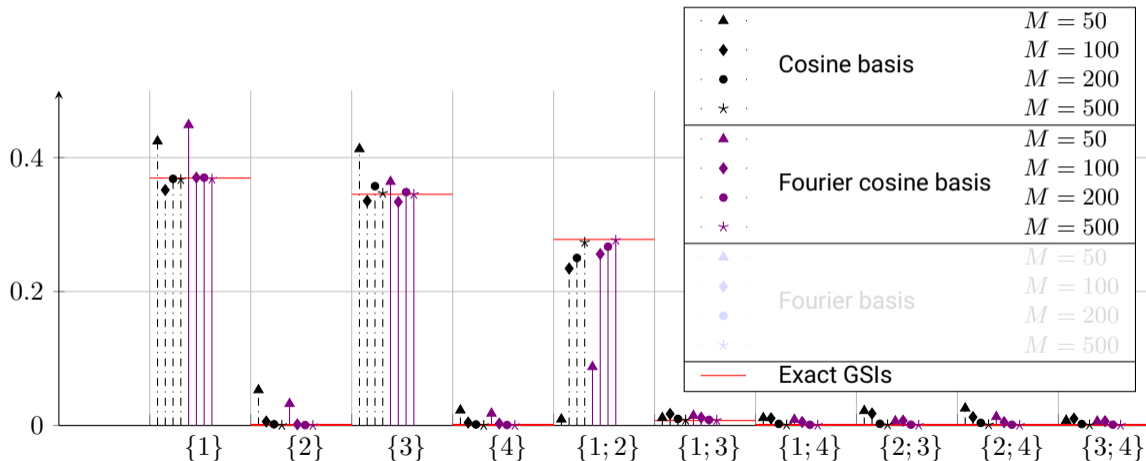 M = 50
Cosine basis
M = 100
M = 200
M = 500
M = 50
Fourier cosine basis
M = 100
M = 200
M = 500
M = 50
Fourier basis
M = 100
M = 200
M = 500
Exact GSIs
0.4
0.2
0
{1} {2} {3} {4} {1; 2} {1; 3} {1; 4} {2; 3} {2; 4} {3; 4}